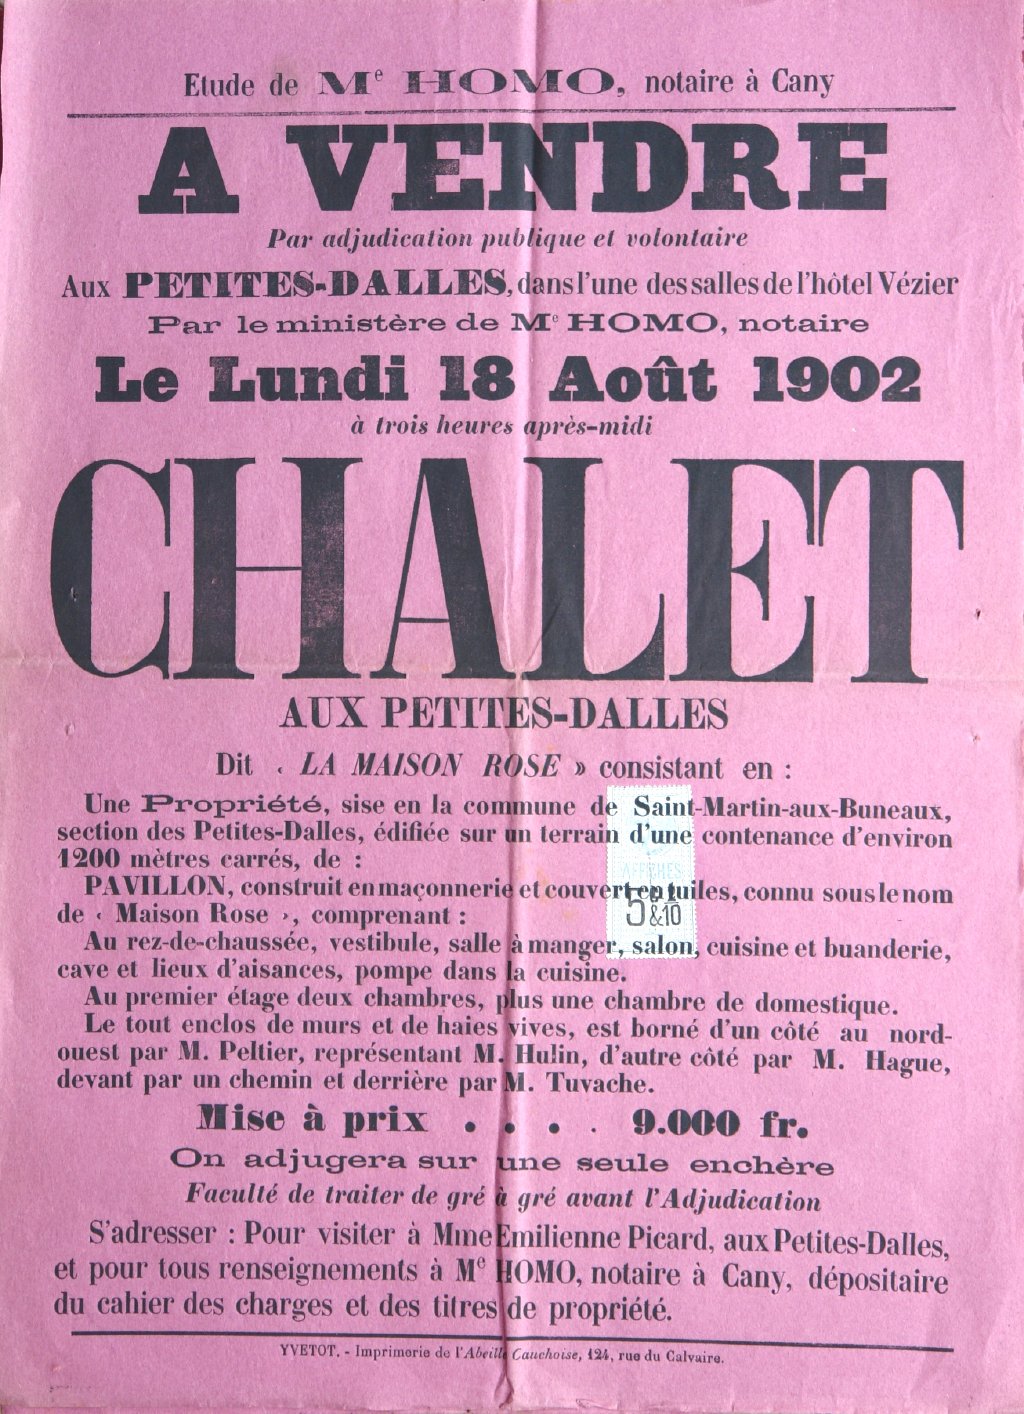 Etude de Me HOMO, notaire à Cany
A VENDRE
Par adjudication publique et volontaire
Aux PETITES-DALLES, dans l'une des salles de l'hôtel Vézier
Par le ministère de Me HOMO, notaire
Le Lundi 18 Août 1902
à trois heures après-midi
CHALET
AUX PETITES-DALLES
Dit « LA MAISON ROSE » consistant en :
Une Propriété, sise en la commune de Saint-Martin-aux-Buneaux,
section des Petites-Dalles, édifiée sur un terrain d'une contenance d'environ
1200 mètres carrés, de :
AFFICHES
PAVILLON, construit en maçonnerie et couvert en tuiles, connu sous le nom
de ‹ Maison Rose ›, comprenant :
5 &10
Au rez-de-chaussée, vestibule, salle à manger, salon, cuisine et buanderie,
cave et lieux d'aisances, pompe dans la cuisine.
Au premier étage deux chambres, plus une chambre de domestique.
Le tout enclos de murs et de haies vives, est borné d'un côté au nord-
ouest par M. Peltier, représentant M. Hulin, d'autre côté par M. Hague,
devant par un chemin et derrière par M. Tuvache.
Mise à prix . . . . 9.000 fr.
On adjugera sur une seule enchère
Faculté de traiter de gré à gré avant l'Adjudication
S'adresser : Pour visiter à Mme Emilienne Picard, aux Petites-Dalles,
et pour tous renseignements à Me HOMO, notaire à Cany, dépositaire
du cahier des charges et des titres de propriété.
YVETOT. - Imprimerie de l'Abeille Cauchoise, 124, rue du Calvaire.